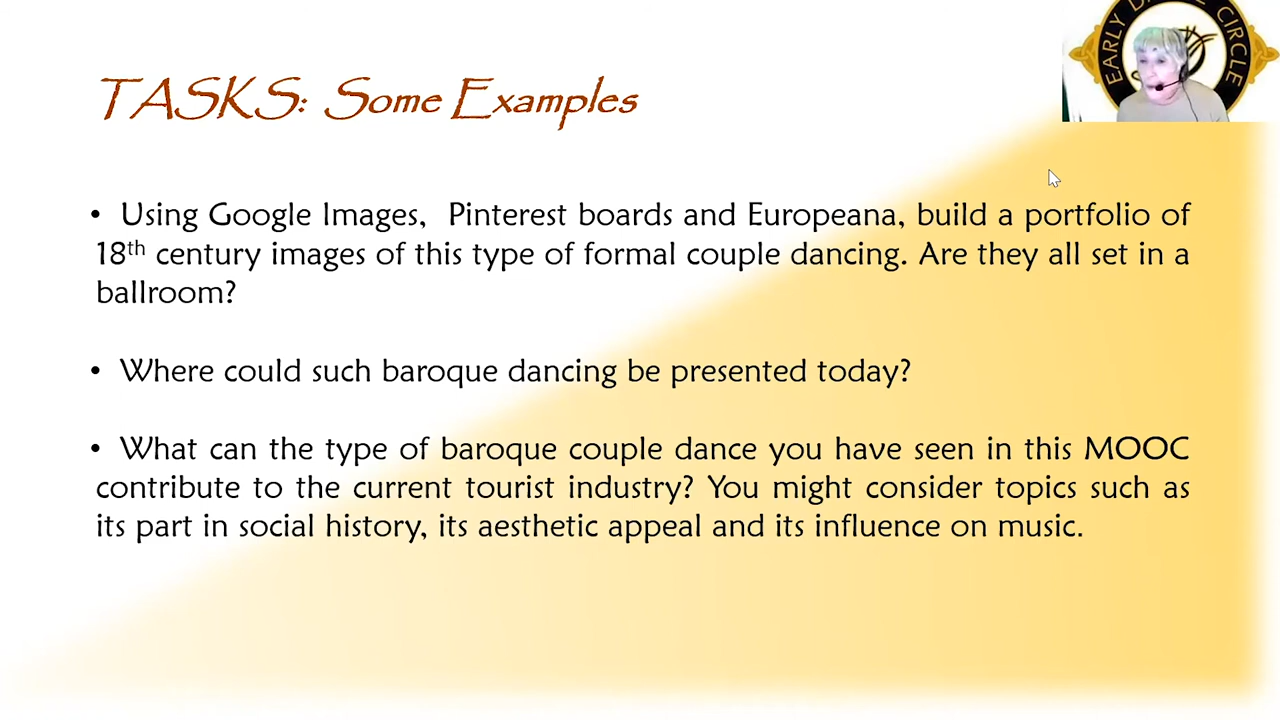 EARLY DANCE CIRCLE
TASKS: Some Examples
• Using Google Images, Pinterest boards and Europeana, build a portfolio of
18th century images of this type of formal couple dancing. Are they all set in a
ballroom?
• Where could such baroque dancing be presented today?
• What can the type of baroque couple dance you have seen in this MOOC
contribute to the current tourist industry? You might consider topics such as
its part in social history, its aesthetic appeal and its influence on music.